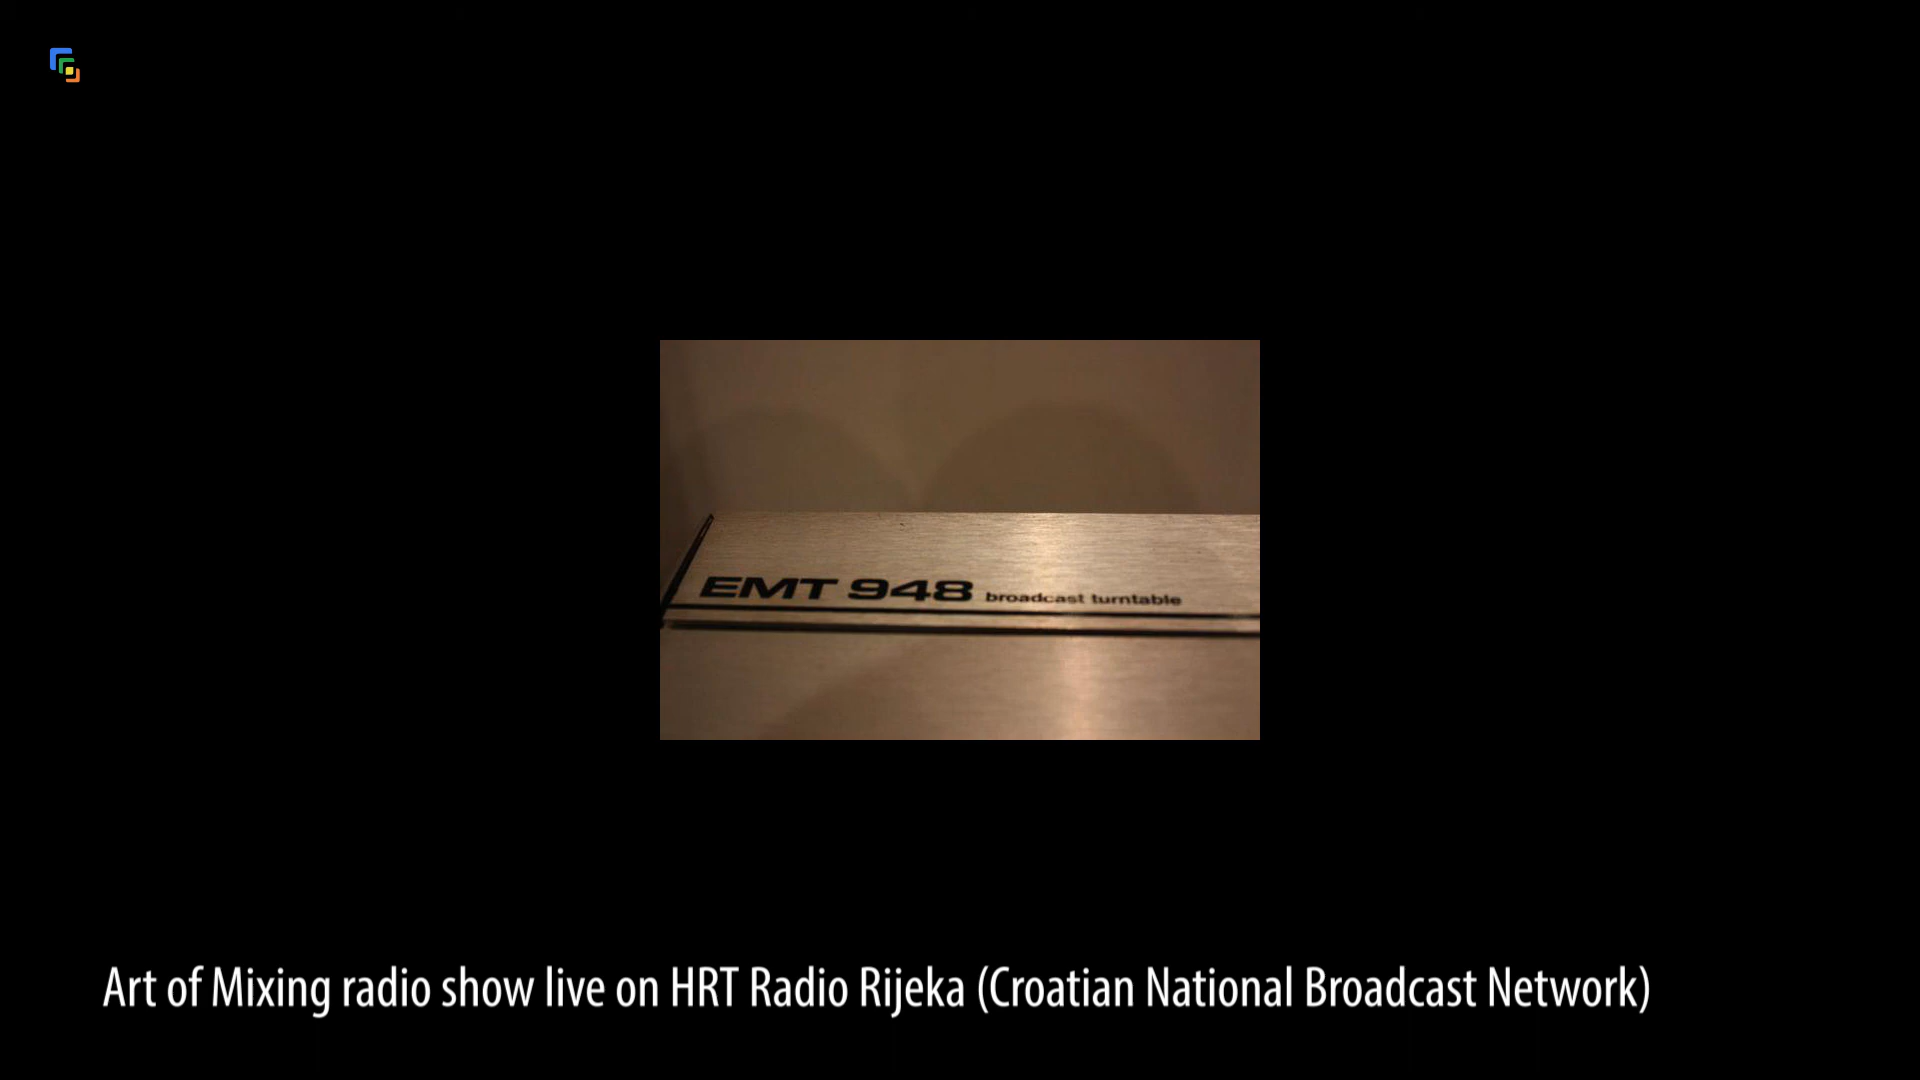 EMT 948 broadcast turntable
Art of Mixing radio show live on HRT Radio Rijeka (Croatian National Broadcast Network)